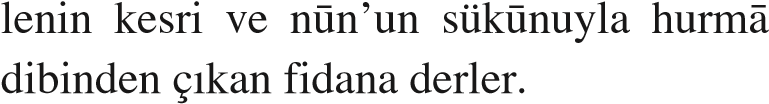 lenin kesri ve nūn’un sükūnuyla hurmā
dibinden çıkan fidana derler.